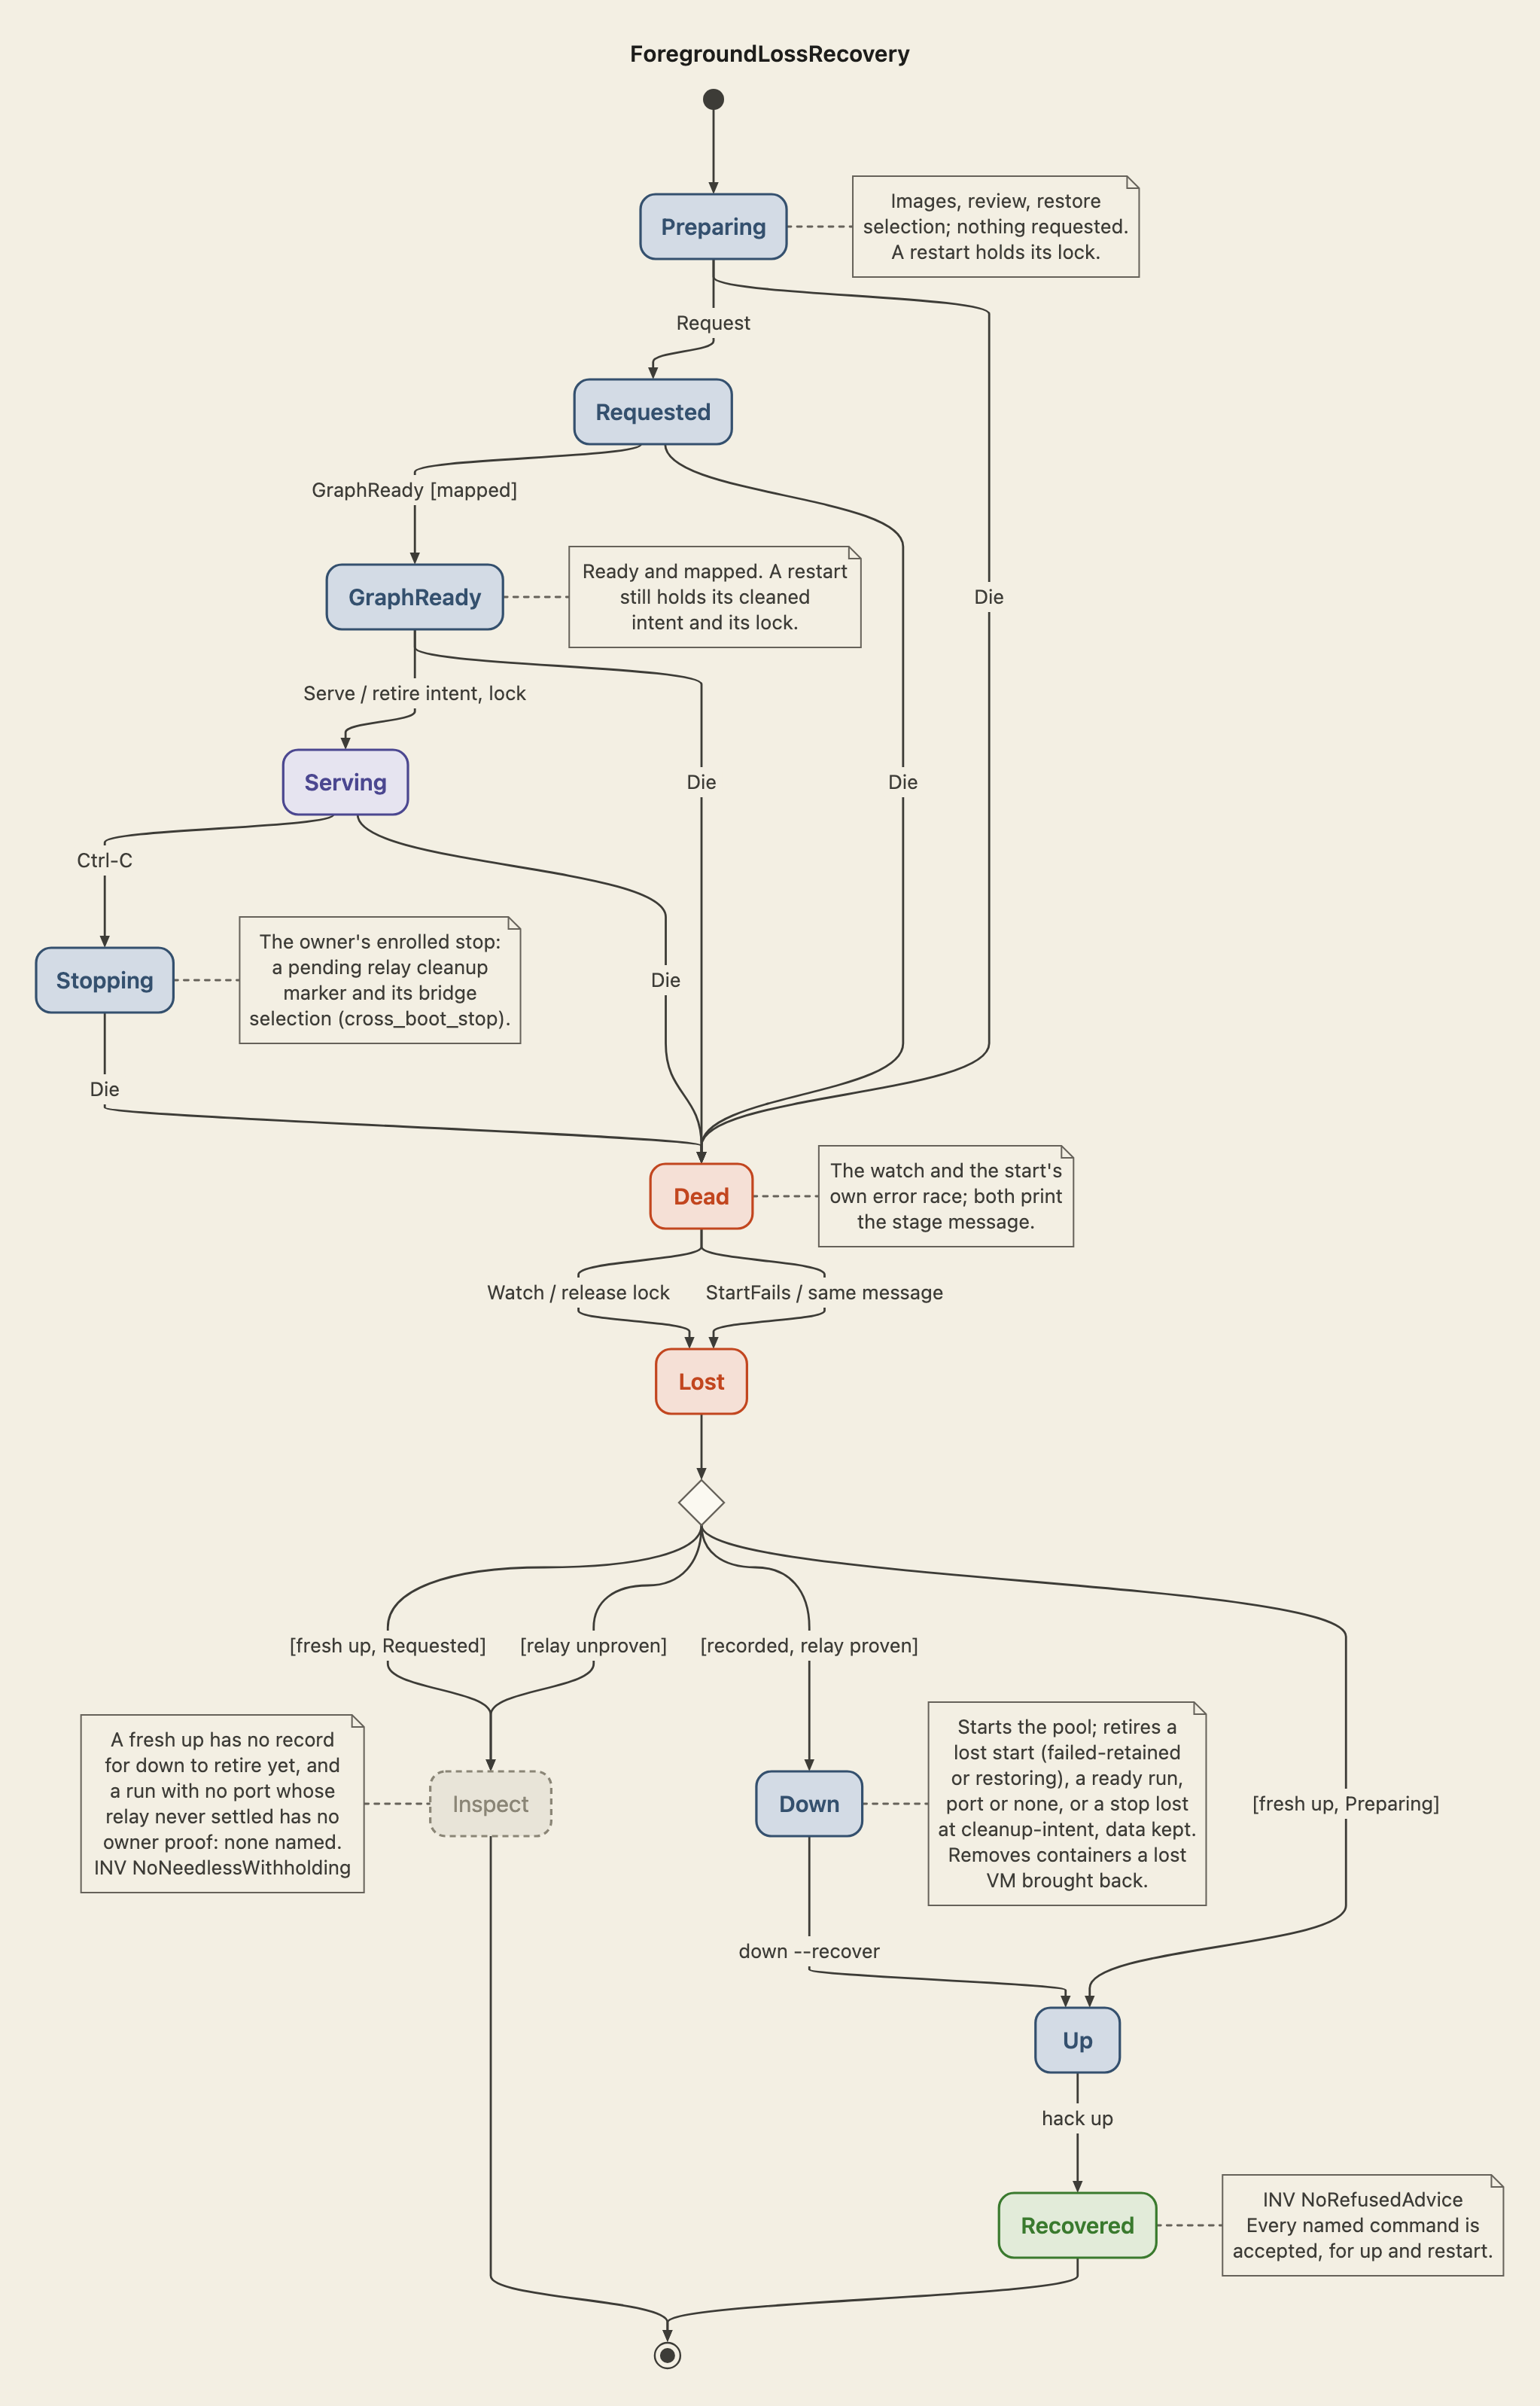 ForegroundLossRecovery
Preparing
Images, review, restore
selection; nothing requested.
A restart holds its lock.
Request
Requested
GraphReady [mapped]
GraphReady
Ready and mapped. A restart
still holds its cleaned
intent and its lock.
Die
Serve / retire intent, lock
Serving
Die
Die
Ctrl-C
Stopping
The owner's enrolled stop:
a pending relay cleanup
marker and its bridge
selection (cross_boot_stop).
Die
Die
Dead
The watch and the start's
own error race; both print
the stage message.
Watch / release lock
StartFails / same message
Lost
[fresh up, Requested]
[relay unproven]
[recorded, relay proven]
A fresh up has no record
for down to retire yet, and
a run with no port whose
relay never settled has no
owner proof: none named.
INV NoNeedlessWithholding
Inspect
Down
Starts the pool; retires a
lost start (failed-retained
or restoring), a ready run,
port or none, or a stop lost
at cleanup-intent, data kept.
Removes containers a lost
VM brought back.
[fresh up, Preparing]
down --recover
Up
hack up
Recovered
INV NoRefusedAdvice
Every named command is
accepted, for up and restart.